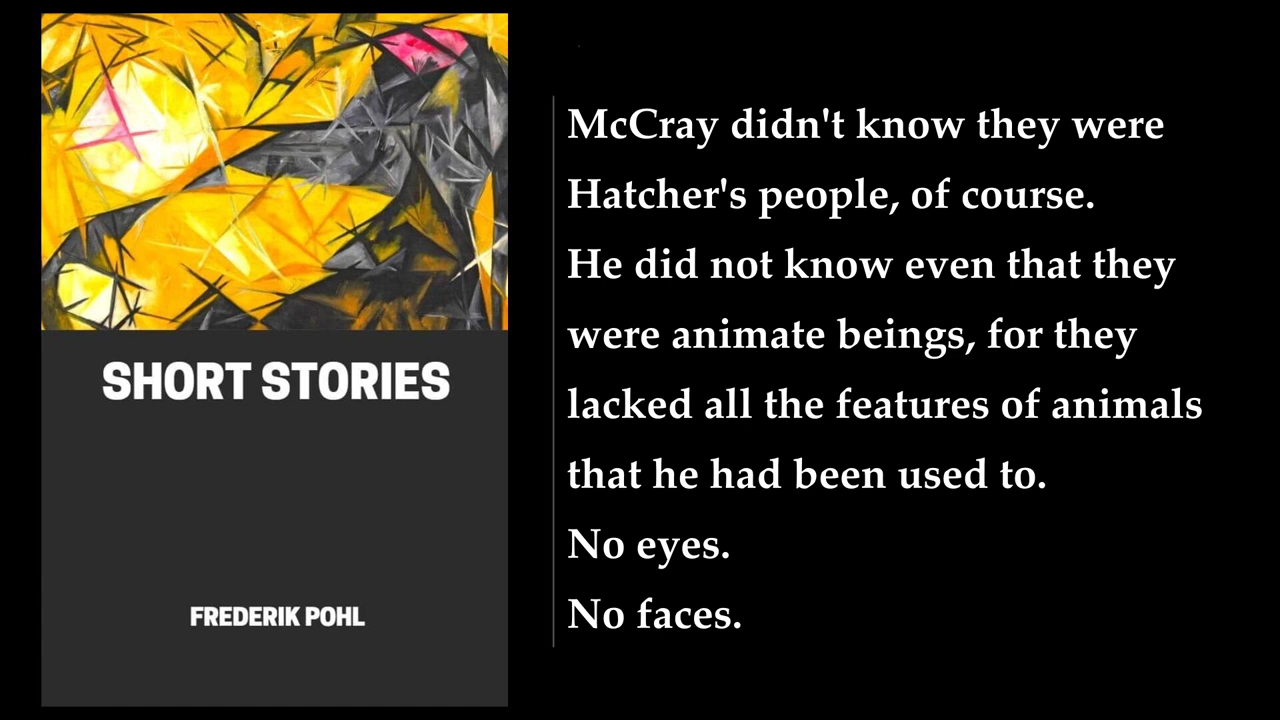 SHORT STORIES
FREDERIK POHL
McCray didn't know they were
Hatcher's people, of course.
He did not know even that they
were animate beings, for they
lacked all the features of animals
that he had been used to.
No eyes.
No faces.